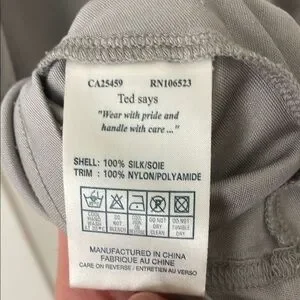 CA25459 RN106523
Ted says
"Wear with pride and
handle with care ..."
SHELL: 100% SILK/SOIE
TRIM : 100% NYLON/POLYAMIDE
COOL HAND WASH DO NOT BLEACH COOL IRON DO NOT DRY CLEAN DO NOT TUMBLE DRY
MANUFACTURED IN CHINA
FABRIQUE AU CHINE
CARE ON REVERSE / ENTRETIEN AU VERSO